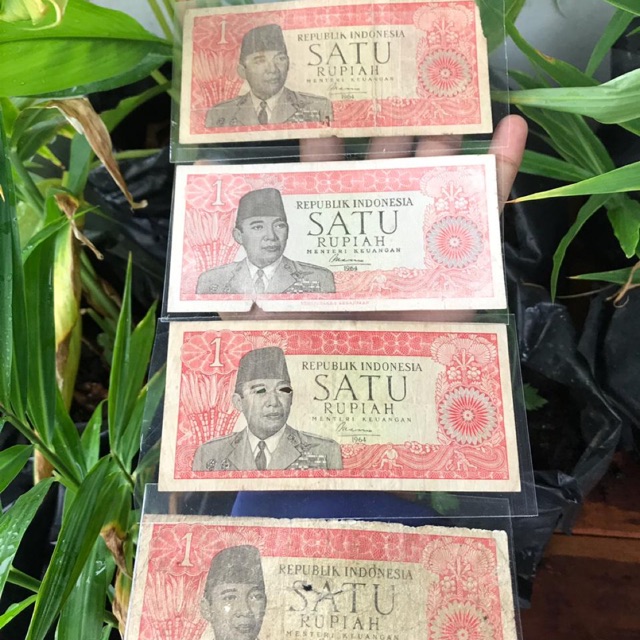 1
REPUBLIK INDONESIA
SATU
RUPIAH
MENTERI KEUANGAN
1964
1
REPUBLIK INDONESIA
SATU
RUPIAH
MENTERI KEUANGAN
1964
1
REPUBLIK INDONESIA
SATU
RUPIAH
MENTERI KEUANGAN
1964
1
REPUBLIK INDONESIA
SATU
RUPIAH
MENTERI KEUANGAN